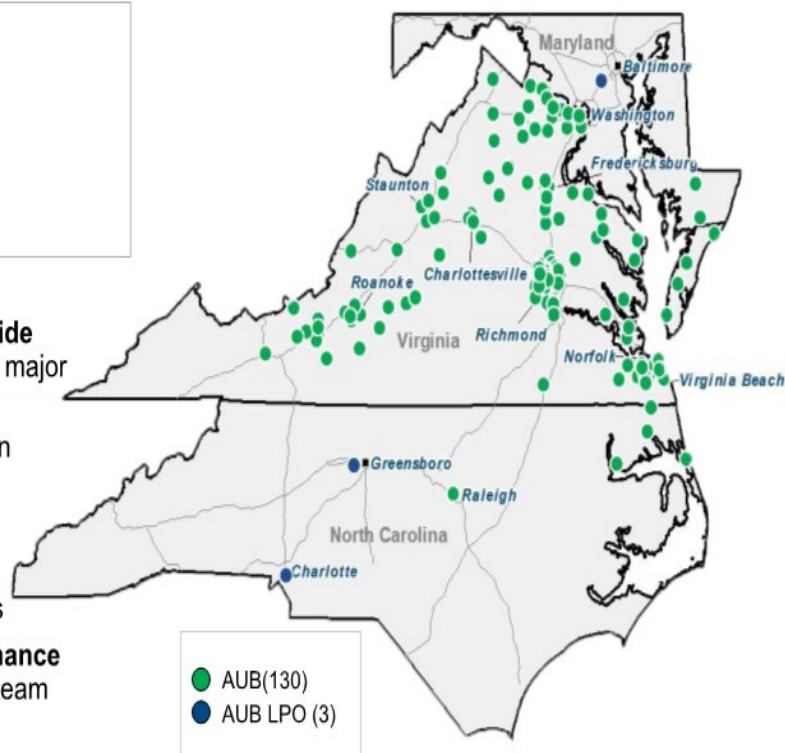 Maryland
Baltimore
Washington
Fredericksburg
Staunton
Charlottesville
Roanoke
Richmond
Virginia
Norfolk
Virginia Beach
ide
major
n
Greensboro
Raleigh
North Carolina
Charlotte
s
nance
eam
AUB(130)
AUB LPO (3)